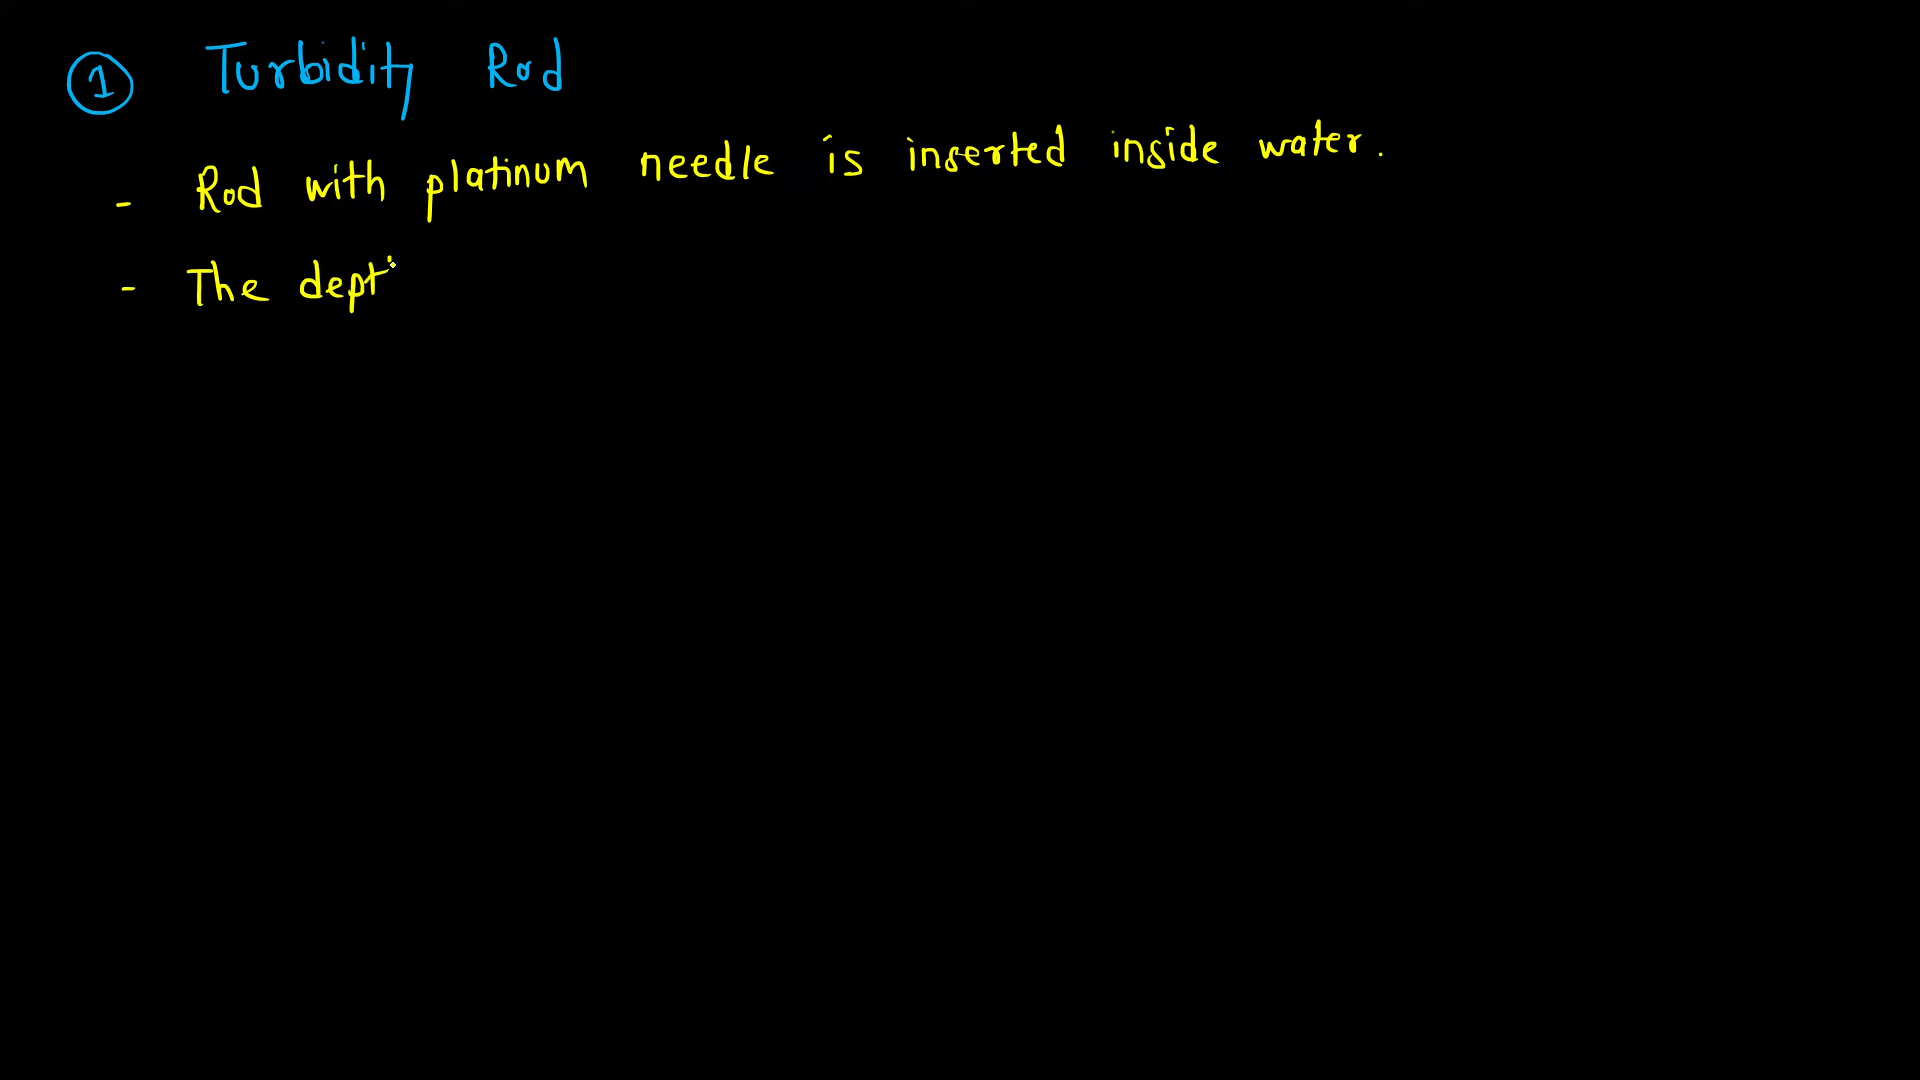 ① Turbidity Rod
- Rod with platinum needle is inserted inside water.
- The dept